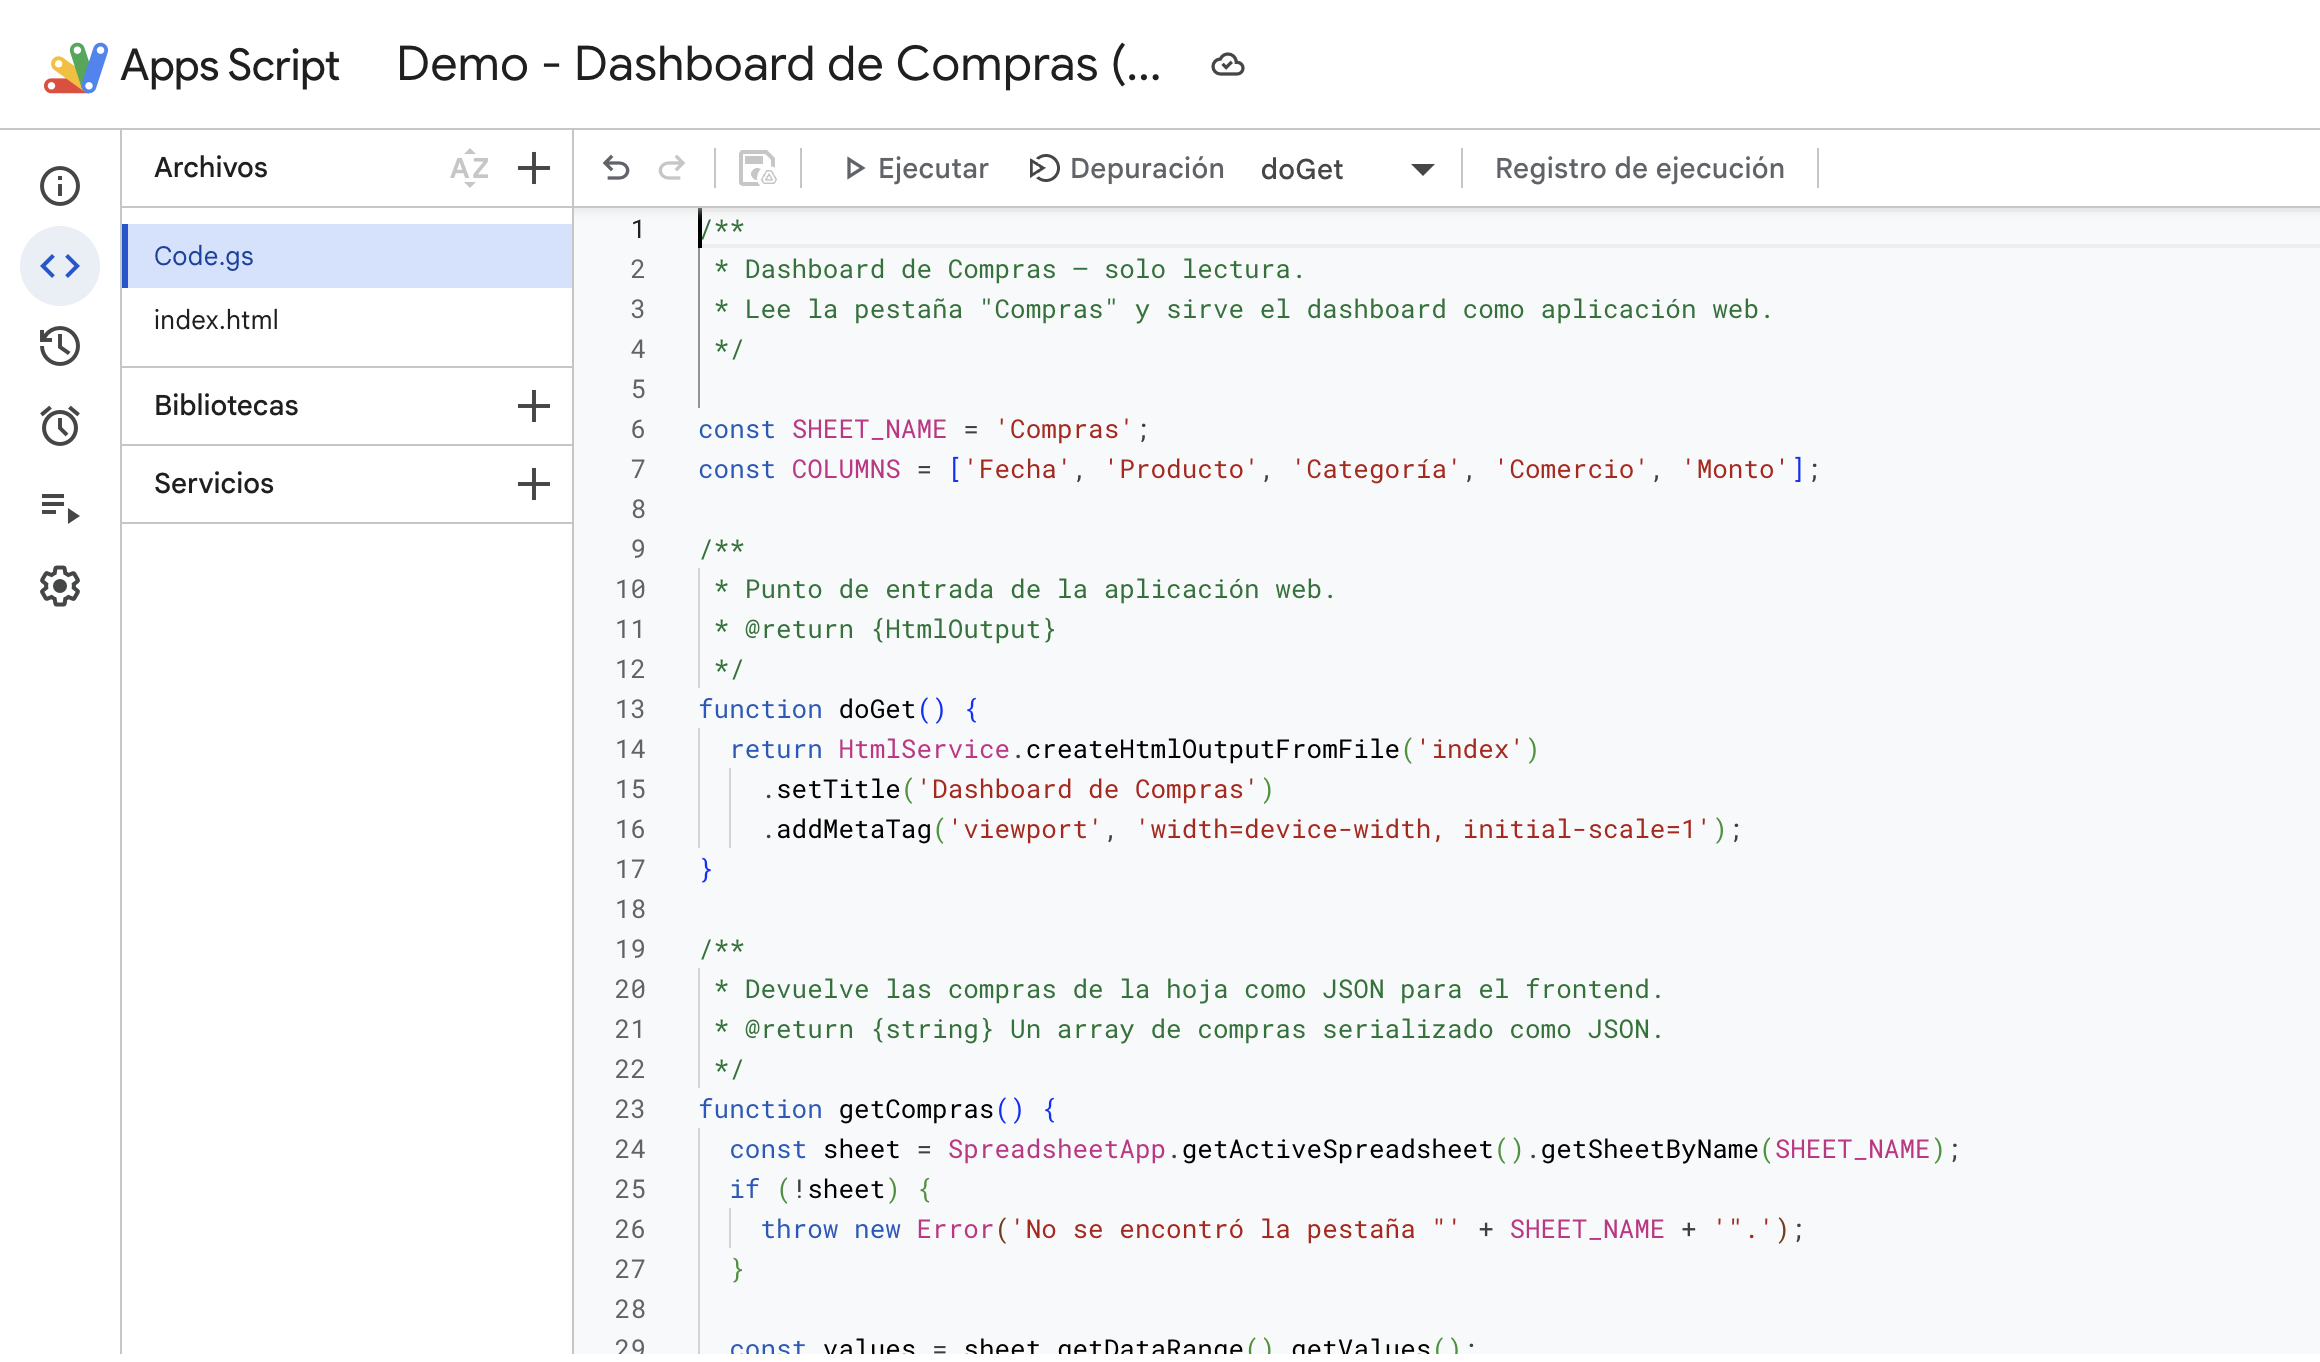 Apps Script
Demo - Dashboard de Compras (...
Archivos
AZ
Code.gs
index.html
Bibliotecas
Servicios
Ejecutar
Depuración
doGet
Registro de ejecución
1 /**
2 * Dashboard de Compras — solo lectura.
3 * Lee la pestaña "Compras" y sirve el dashboard como aplicación web.
4 */
5
6 const SHEET_NAME = 'Compras';
7 const COLUMNS = ['Fecha', 'Producto', 'Categoría', 'Comercio', 'Monto'];
8
9 /**
10 * Punto de entrada de la aplicación web.
11 * @return {HtmlOutput}
12 */
13 function doGet() {
14 return HtmlService.createHtmlOutputFromFile('index')
15 .setTitle('Dashboard de Compras')
16 .addMetaTag('viewport', 'width=device-width, initial-scale=1');
17 }
18
19 /**
20 * Devuelve las compras de la hoja como JSON para el frontend.
21 * @return {string} Un array de compras serializado como JSON.
22 */
23 function getCompras() {
24 const sheet = SpreadsheetApp.getActiveSpreadsheet().getSheetByName(SHEET_NAME);
25 if (!sheet) {
26 throw new Error('No se encontró la pestaña "' + SHEET_NAME + '".');
27 }
28
29 const values = sheet.getDataRange().getValues();